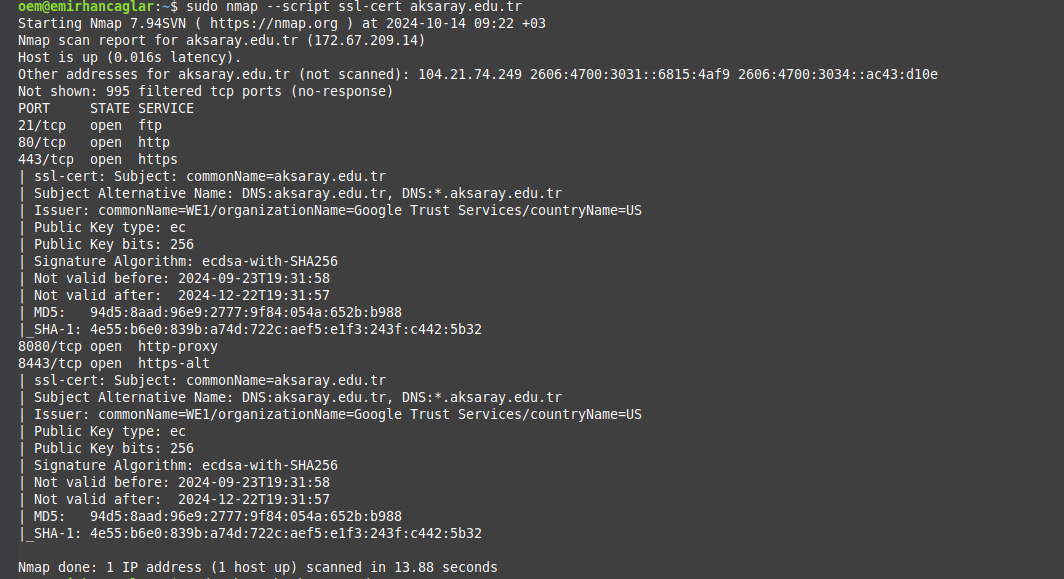 oem@emirhancaglar:~$ sudo nmap --script ssl-cert aksaray.edu.tr
Starting Nmap 7.94SVN ( https://nmap.org ) at 2024-10-14 09:22 +03
Nmap scan report for aksaray.edu.tr (172.67.209.14)
Host is up (0.016s latency).
Other addresses for aksaray.edu.tr (not scanned): 104.21.74.249 2606:4700:3031::6815:4af9 2606:4700:3034::ac43:d10e
Not shown: 995 filtered tcp ports (no-response)
PORT     STATE SERVICE
21/tcp   open  ftp
80/tcp   open  http
443/tcp  open  https
| ssl-cert: Subject: commonName=aksaray.edu.tr
| Subject Alternative Name: DNS:aksaray.edu.tr, DNS:*.aksaray.edu.tr
| Issuer: commonName=WE1/organizationName=Google Trust Services/countryName=US
| Public Key type: ec
| Public Key bits: 256
| Signature Algorithm: ecdsa-with-SHA256
| Not valid before: 2024-09-23T19:31:58
| Not valid after:  2024-12-22T19:31:57
| MD5:   94d5:8aad:96e9:2777:9f84:054a:652b:b988
|_SHA-1: 4e55:b6e0:839b:a74d:722c:aef5:e1f3:243f:c442:5b32
8080/tcp open  http-proxy
8443/tcp open  https-alt
| ssl-cert: Subject: commonName=aksaray.edu.tr
| Subject Alternative Name: DNS:aksaray.edu.tr, DNS:*.aksaray.edu.tr
| Issuer: commonName=WE1/organizationName=Google Trust Services/countryName=US
| Public Key type: ec
| Public Key bits: 256
| Signature Algorithm: ecdsa-with-SHA256
| Not valid before: 2024-09-23T19:31:58
| Not valid after:  2024-12-22T19:31:57
| MD5:   94d5:8aad:96e9:2777:9f84:054a:652b:b988
|_SHA-1: 4e55:b6e0:839b:a74d:722c:aef5:e1f3:243f:c442:5b32
Nmap done: 1 IP address (1 host up) scanned in 13.88 seconds